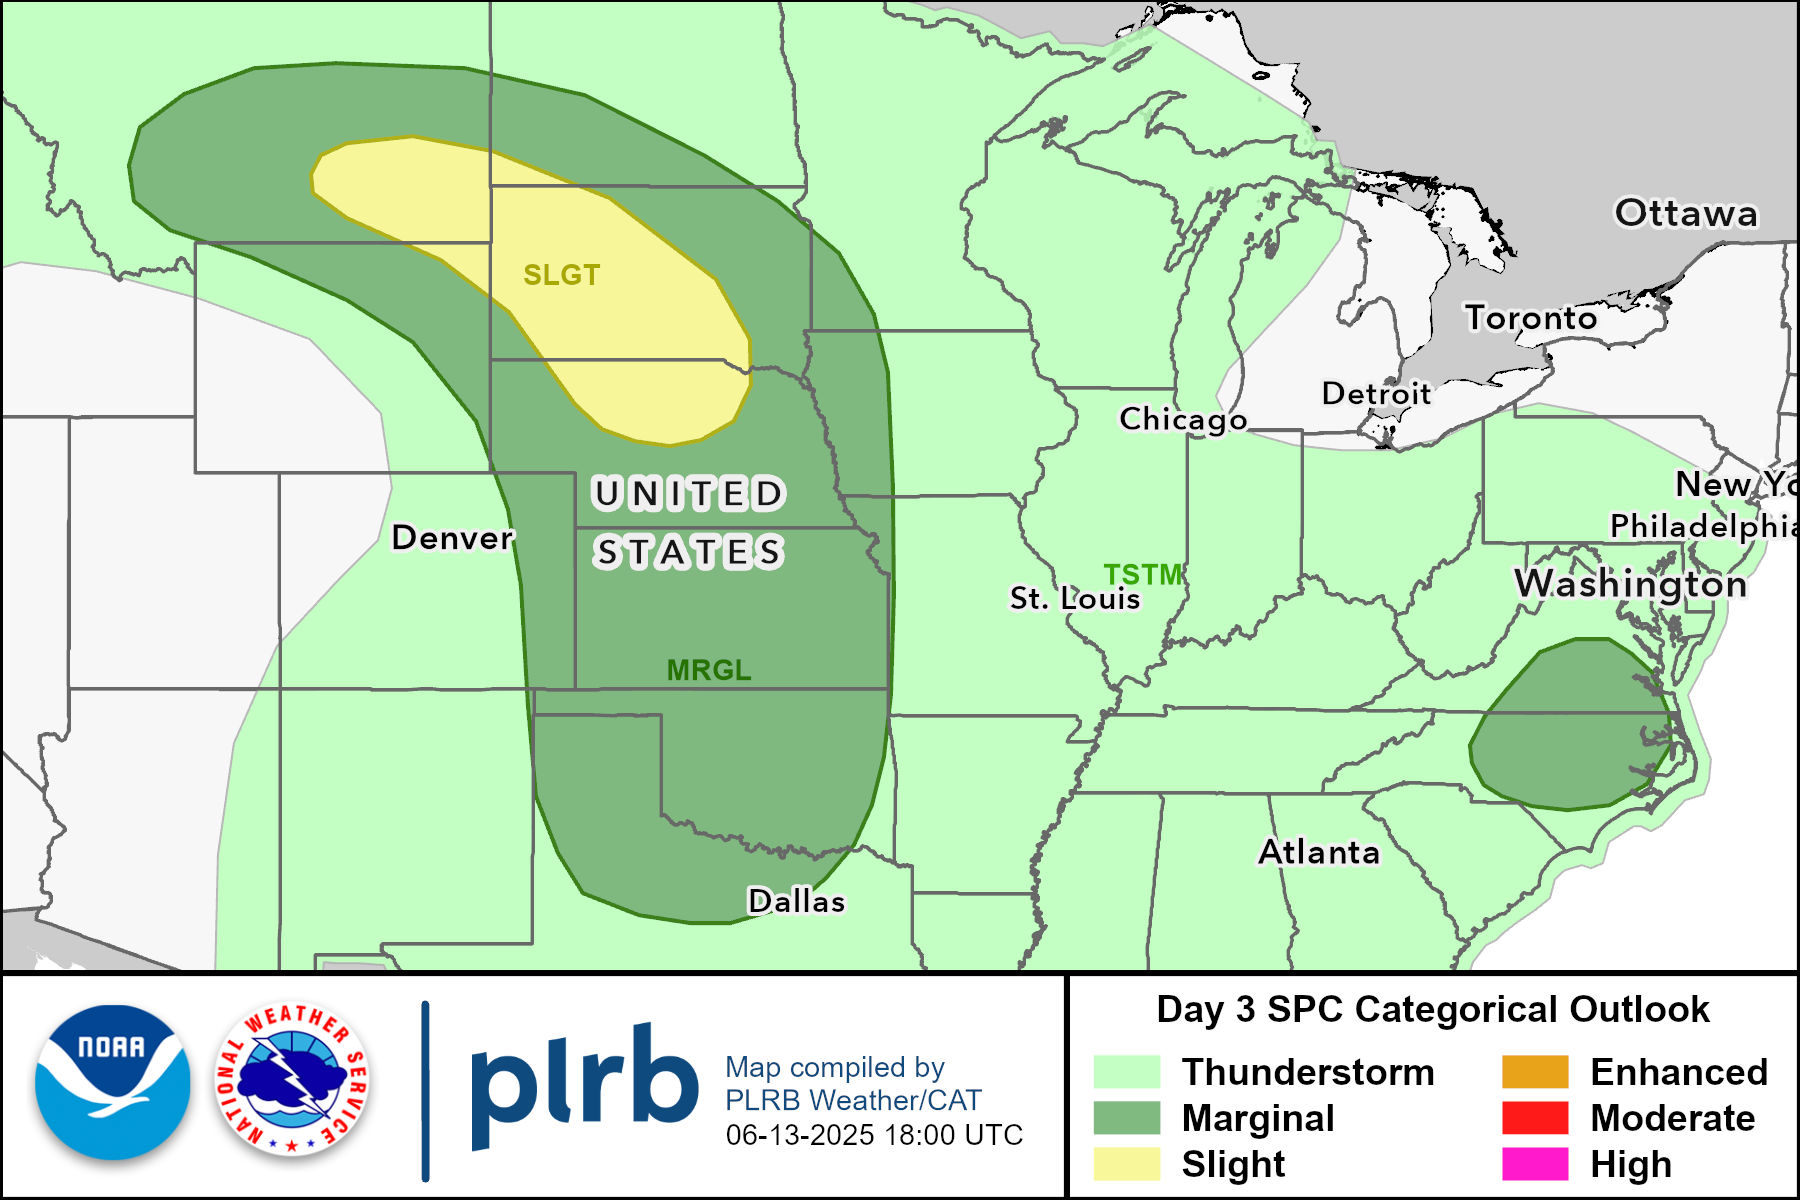 Ottawa
SLGT
Toronto
Detroit
Chicago
UNITED
STATES
New Yo
Denver
Philadelphia
TSTM
Washington
St. Louis
MRGL
Atlanta
Dallas
NOAA
NATIONAL WEATHER SERVICE
plrb
Map compiled by
PLRB Weather/CAT
06-13-2025 18:00 UTC
Day 3 SPC Categorical Outlook
Thunderstorm
Marginal
Slight
Enhanced
Moderate
High